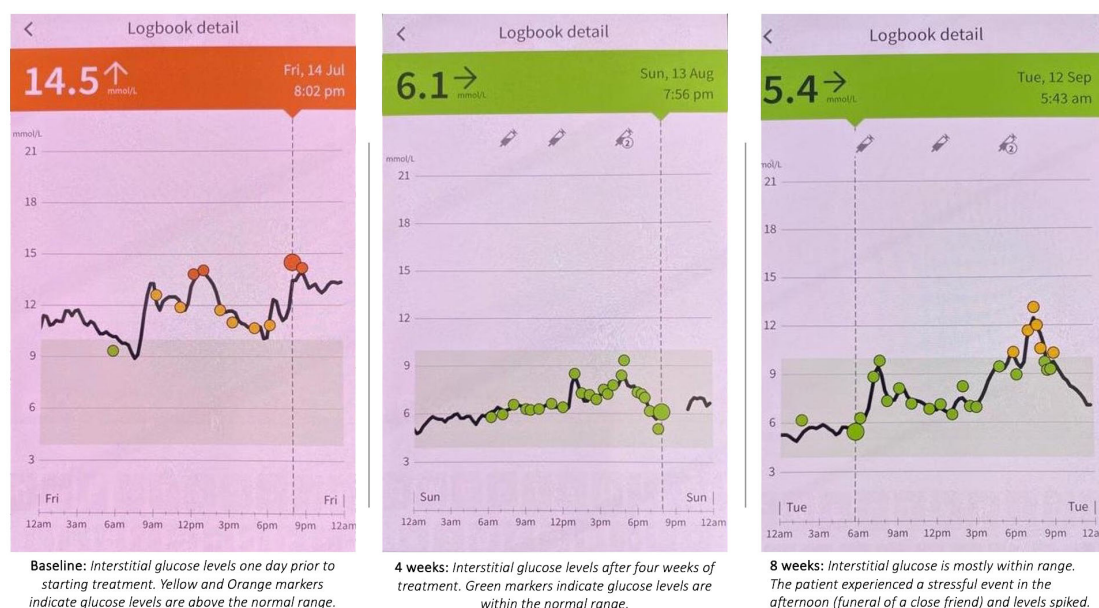 Logbook detail
14.5 ↑ mmol/L
Fri, 14 Jul
8:02 pm
mmol/L
21
18
15
12
9
6
3
Fri
Fri
12am 3am 6am 9am 12pm 3pm 6pm 9pm 12am
Baseline: Interstitial glucose levels one day prior to
starting treatment. Yellow and Orange markers
indicate glucose levels are above the normal range.
Logbook detail
6.1 → mmol/L
Sun, 13 Aug
7:56 pm
2
mmol/L
21
18
15
12
9
6
3
Sun
Sun
12am 3am 6am 9am 12pm 3pm 6pm 9pm 12am
4 weeks: Interstitial glucose levels after four weeks of
treatment. Green markers indicate glucose levels are
within the normal range.
Logbook detail
5.4 → mmol/L
Tue, 12 Sep
5:43 am
2
mol/L
21
18
15
12
9
6
3
Tue
Tue
12am 3am 6am 9am 12pm 3pm 6pm 9pm 12a
8 weeks: Interstitial glucose is mostly within range.
The patient experienced a stressful event in the
afternoon (funeral of a close friend) and levels spiked.